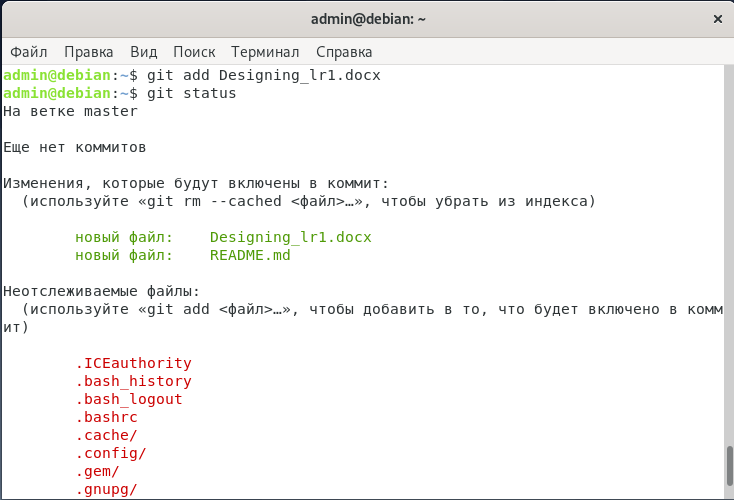 admin@debian: ~
Файл Правка Вид Поиск Терминал Справка
admin@debian:~$ git add Designing_lr1.docx
admin@debian:~$ git status
На ветке master
Еще нет коммитов
Изменения, которые будут включены в коммит:
(используйте «git rm --cached <файл>…», чтобы убрать из индекса)
новый файл: Designing_lr1.docx
новый файл: README.md
Неотслеживаемые файлы:
(используйте «git add <файл>…», чтобы добавить в то, что будет включено в комм
ит)
.ICEauthority
.bash_history
.bash_logout
.bashrc
.cache/
.config/
.gem/
.gnupg/